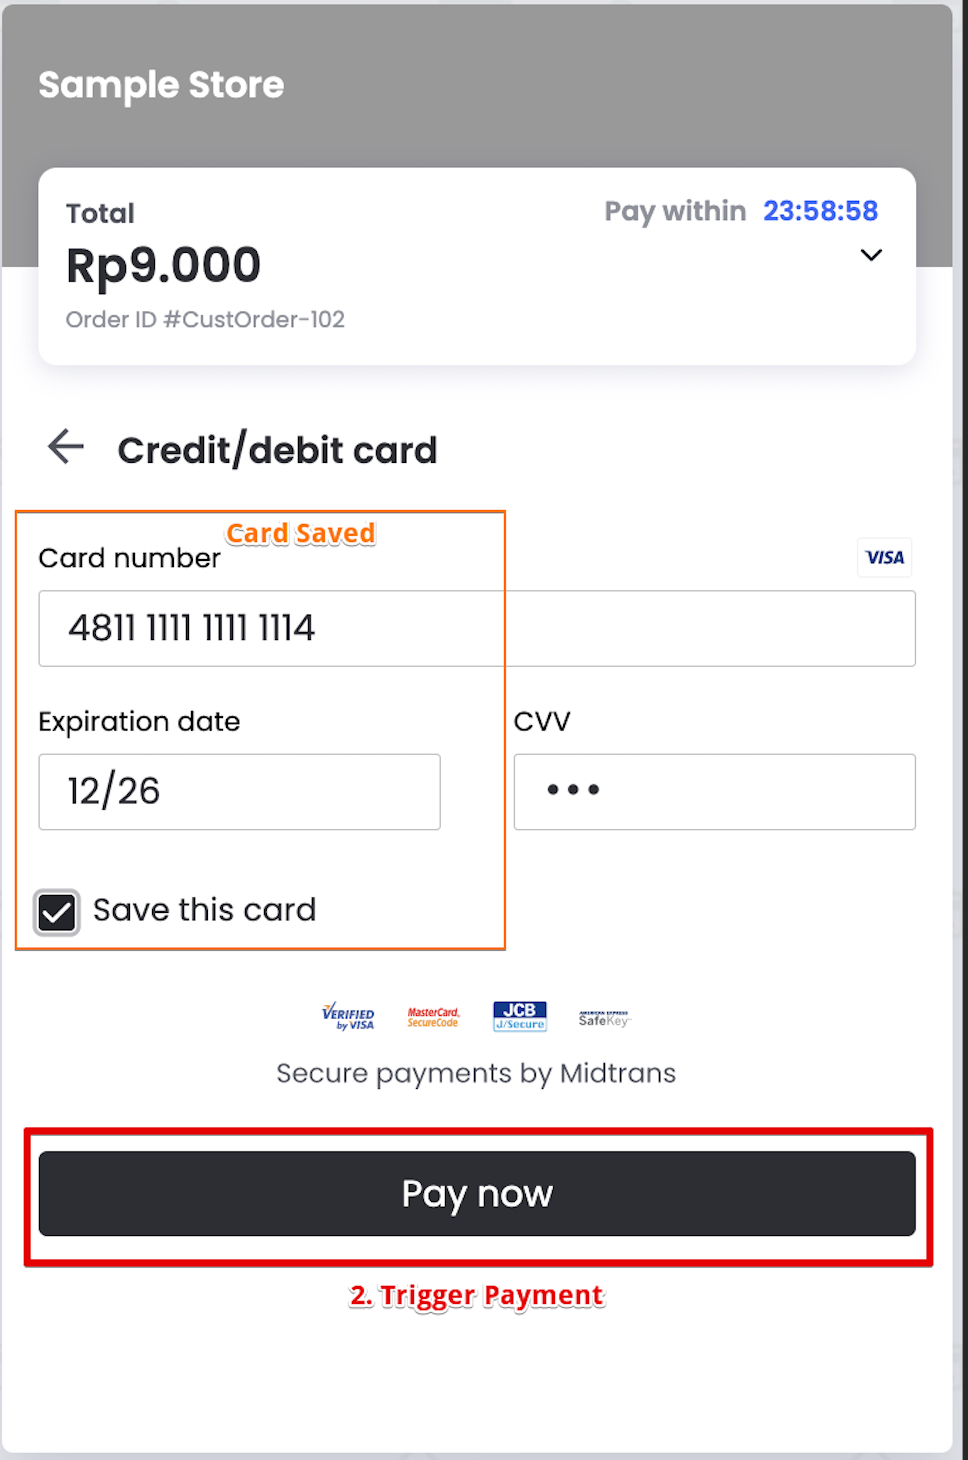 Sample Store
Total
Pay within 23:58:58
Rp9.000
Order ID #CustOrder-102
Credit/debit card
Card Saved
Card number
VISA
4811 1111 1111 1114
Expiration date
CVV
12/26
•••
Save this card
VERIFIED by VISA
MasterCard. SecureCode
JCB J/Secure
AMERICAN EXPRESS SafeKey
Secure payments by Midtrans
Pay now
2. Trigger Payment